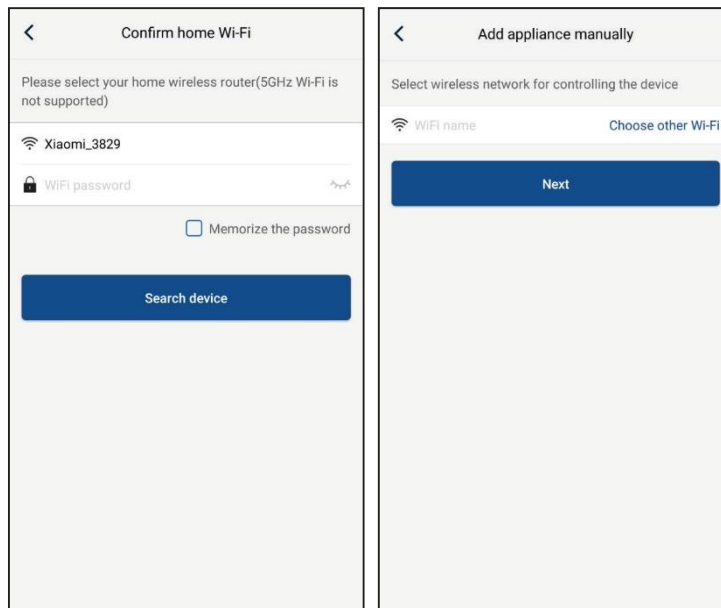 Confirm home Wi-Fi
Please select your home wireless router(5GHz Wi-Fi is
not supported)
Xiaomi_3829
WiFi password
Memorize the password
Search device
Add appliance manually
Select wireless network for controlling the device
WiFi name
Choose other Wi-Fi
Next